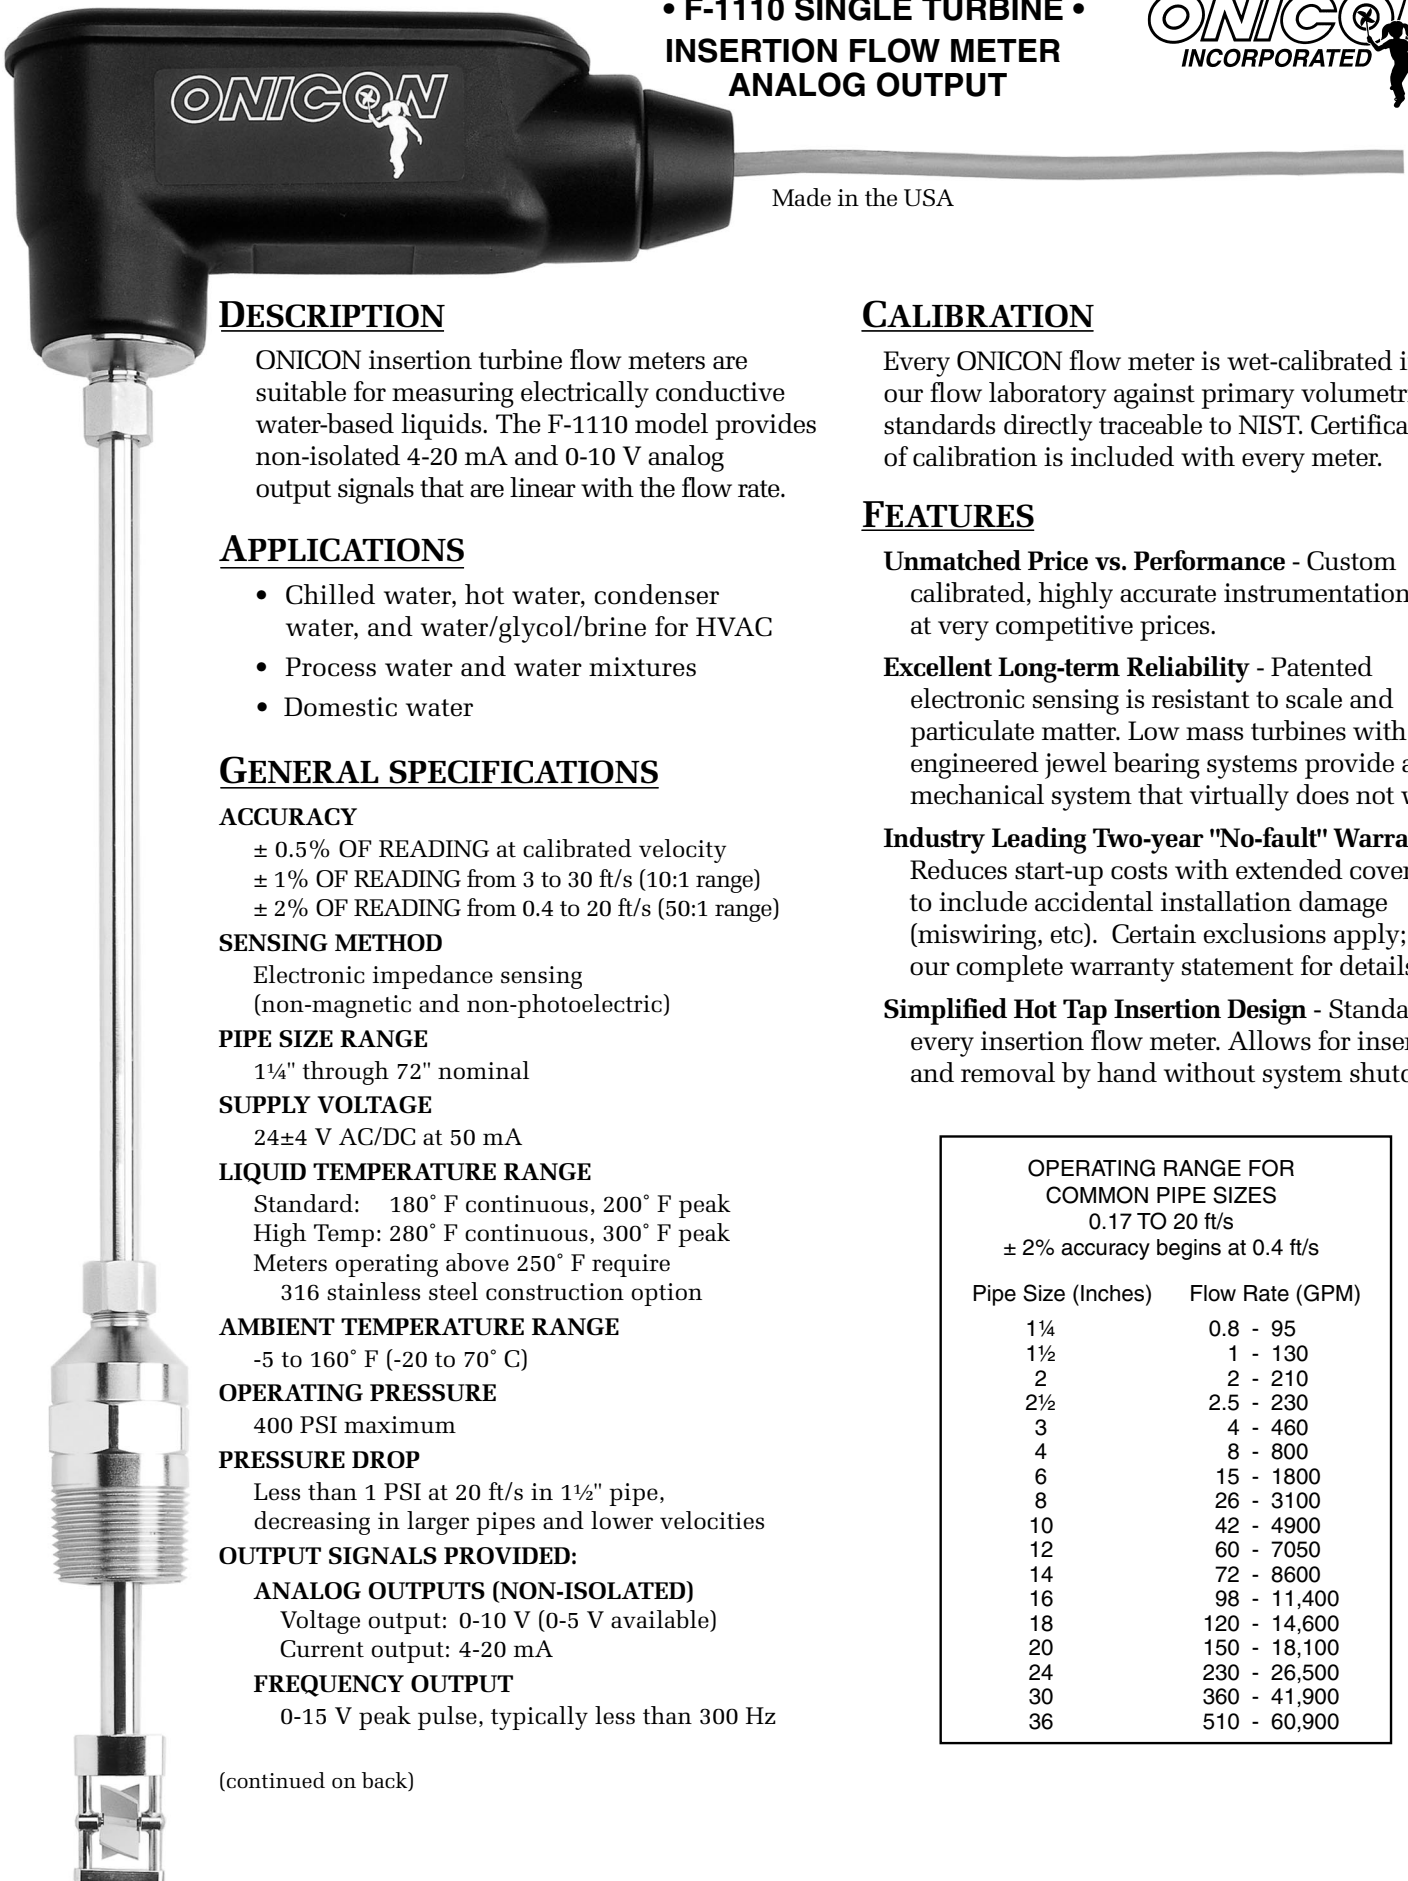 • F-1110 SINGLE TURBINE •
INSERTION FLOW METER
ANALOG OUTPUT
INCORPORATED
ONICON
Made in the USA
DESCRIPTION
ONICON insertion turbine flow meters are
suitable for measuring electrically conductive
water-based liquids. The F-1110 model provides
non-isolated 4-20 mA and 0-10 V analog
output signals that are linear with the flow rate.
APPLICATIONS
• Chilled water, hot water, condenser
water, and water/glycol/brine for HVAC
• Process water and water mixtures
• Domestic water
GENERAL SPECIFICATIONS
ACCURACY
± 0.5% OF READING at calibrated velocity
± 1% OF READING from 3 to 30 ft/s (10:1 range)
± 2% OF READING from 0.4 to 20 ft/s (50:1 range)
SENSING METHOD
Electronic impedance sensing
(non-magnetic and non-photoelectric)
PIPE SIZE RANGE
1¼" through 72" nominal
SUPPLY VOLTAGE
24±4 V AC/DC at 50 mA
LIQUID TEMPERATURE RANGE
Standard: 180˚ F continuous, 200˚ F peak
High Temp: 280˚ F continuous, 300˚ F peak
Meters operating above 250˚ F require
316 stainless steel construction option
AMBIENT TEMPERATURE RANGE
-5 to 160˚ F (-20 to 70˚ C)
OPERATING PRESSURE
400 PSI maximum
PRESSURE DROP
Less than 1 PSI at 20 ft/s in 1½" pipe,
decreasing in larger pipes and lower velocities
OUTPUT SIGNALS PROVIDED:
ANALOG OUTPUTS (NON-ISOLATED)
Voltage output: 0-10 V (0-5 V available)
Current output: 4-20 mA
FREQUENCY OUTPUT
0-15 V peak pulse, typically less than 300 Hz
(continued on back)
CALIBRATION
Every ONICON flow meter is wet-calibrated
our flow laboratory against primary
standards directly traceable to NIST.
of calibration is included with every meter.
FEATURES
Unmatched Price vs. Performance - Custom
calibrated, highly accurate instrumentation
at very competitive prices.
Excellent Long-term Reliability - Patented
electronic sensing is resistant to scale and
particulate matter. Low mass turbines with
engineered jewel bearing systems provide a
mechanical system that virtually does not
Industry Leading Two-year "No-fault"
Reduces start-up costs with extended
to include accidental installation damage
(miswiring, etc). Certain exclusions apply;
our complete warranty statement for details
Simplified Hot Tap Insertion Design -
every insertion flow meter. Allows for
and removal by hand without system
OPERATING RANGE FOR
COMMON PIPE SIZES
0.17 TO 20 ft/s
± 2% accuracy begins at 0.4 ft/s
Pipe Size (Inches) Flow Rate (GPM)
1¼ 0.8 - 95
1½ 1 - 130
2 2 - 210
2½ 2.5 - 230
3 4 - 460
4 8 - 800
6 15 - 1800
8 26 - 3100
10 42 - 4900
12 60 - 7050
14 72 - 8600
16 98 - 11,400
18 120 - 14,600
20 150 - 18,100
24 230 - 26,500
30 360 - 41,900
36 510 - 60,900